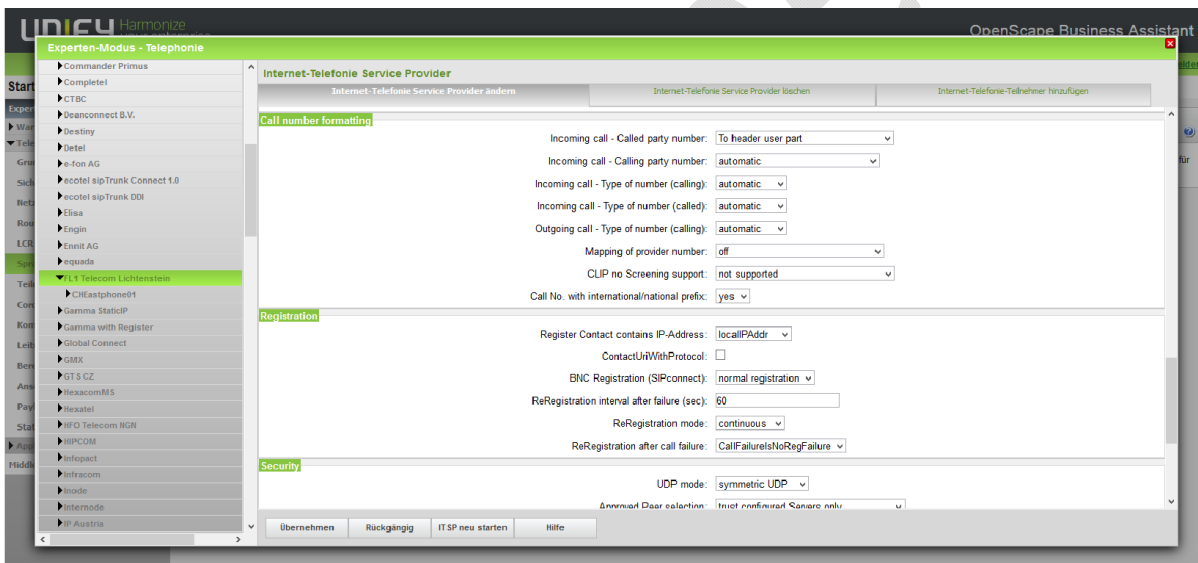 UNIFY Harmonize
OpenScape Business Assistant
Experten-Modus - Telephonie
Start
Commander Primus
Completel
CTBC
Deanconnect B.V.
Destiny
Detel
e-fon AG
ecotel sipTrunk Connect 1.0
ecotel sipTrunk DDI
Elisa
Engin
Ennit AG
equada
FL1 Telecom Lichtenstein
CHEastphone01
Gamma StaticIP
Gamma with Register
Global Connect
GMX
GTS CZ
HexacomMS
Hexatel
HFO Telecom NGN
HIPCOM
Infopact
Infracom
Inode
Internode
IP Austria
Internet-Telefonie Service Provider
Internet-Telefonie Service Provider ändern
Internet-Telefonie Service Provider löschen
Internet-Telefonie-Teilnehmer hinzufügen
Call number formatting
Incoming call - Called party number: To header user part
Incoming call - Calling party number: automatic
Incoming call - Type of number (calling): automatic
Incoming call - Type of number (called): automatic
Outgoing call - Type of number (calling): automatic
Mapping of provider number: off
CLIP no Screening support: not supported
Call No. with international/national prefix: yes
Registration
Register Contact contains IP-Address: localIPAddr
ContactUriWithProtocol:
BNC Registration (SIPconnect): normal registration
ReRegistration interval after failure (sec): 60
ReRegistration mode: continuous
ReRegistration after call failure: CallFailureIsNoRegFailure
Security
UDP mode: symmetric UDP
Approved Peer selection: trust configured Servers only
Übernehmen
Rückgängig
ITSP neu starten
Hilfe
für